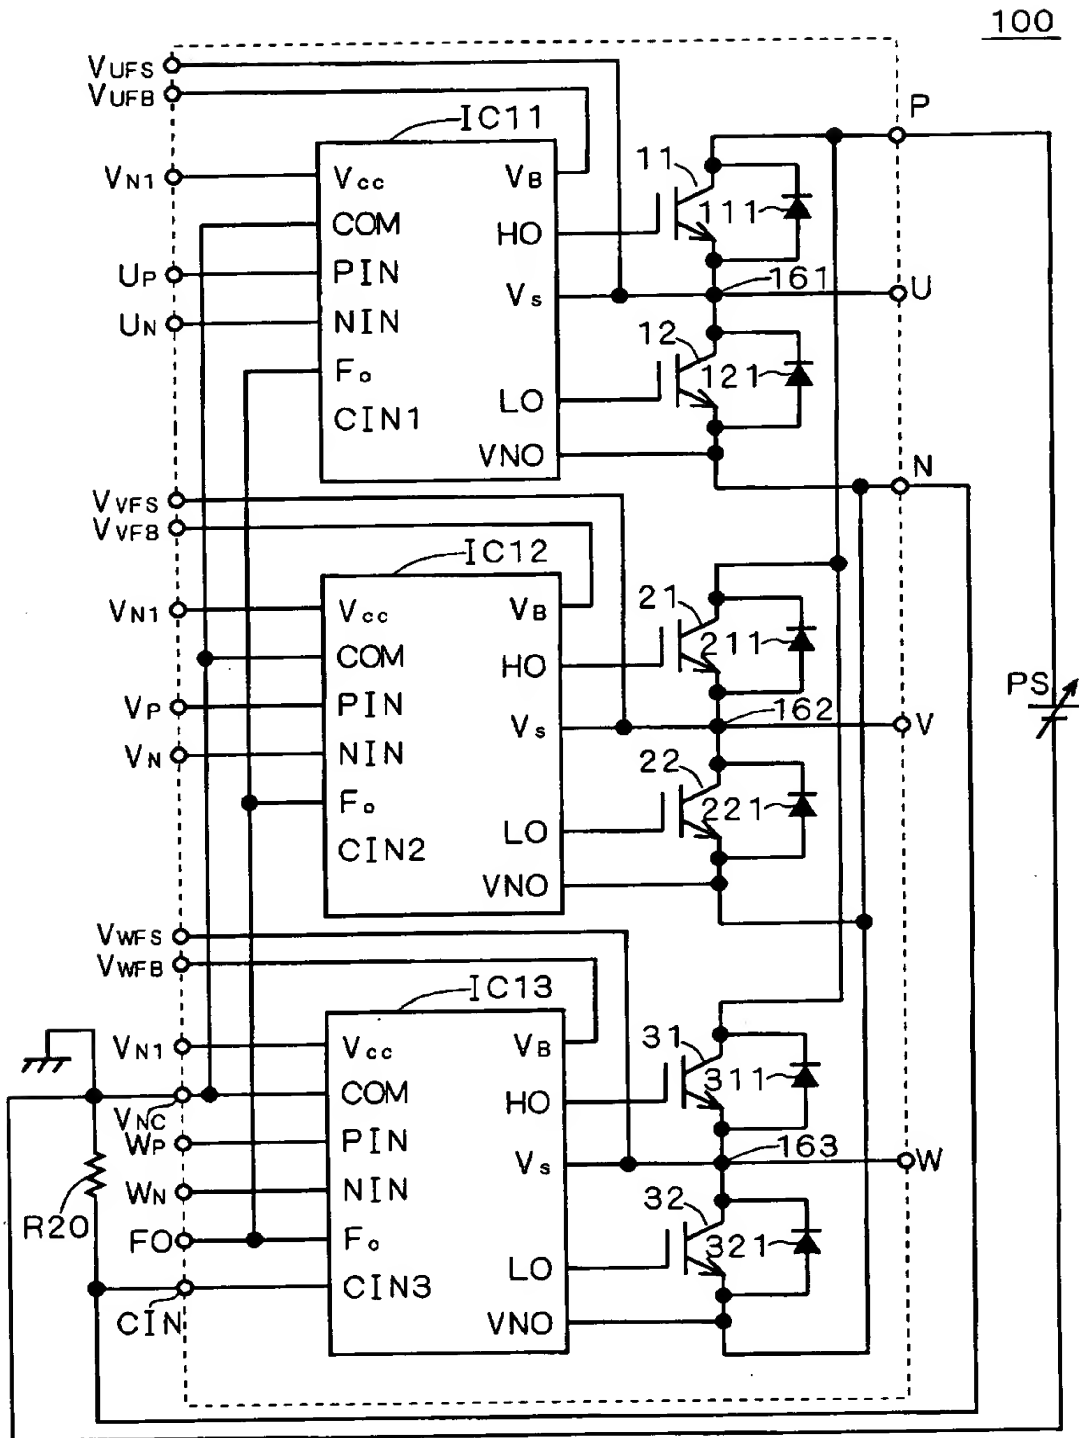 100
VUFS
VUFB
IC11
P
VN1
Vcc
VB
11
111
COM
HO
UP
PIN
Vs
161
U
UN
NIN
12
121
Fo
LO
CIN1
VNO
N
VVFS
VVFB
IC12
VN1
Vcc
VB
21
211
COM
HO
VP
PIN
Vs
162
V
PS
VN
NIN
22
221
Fo
LO
CIN2
VNO
VWFS
VWFB
IC13
VN1
Vcc
VB
31
311
VNC
COM
HO
WP
PIN
Vs
163
W
WN
NIN
32
321
R20
FO
Fo
LO
CIN
CIN3
VNO